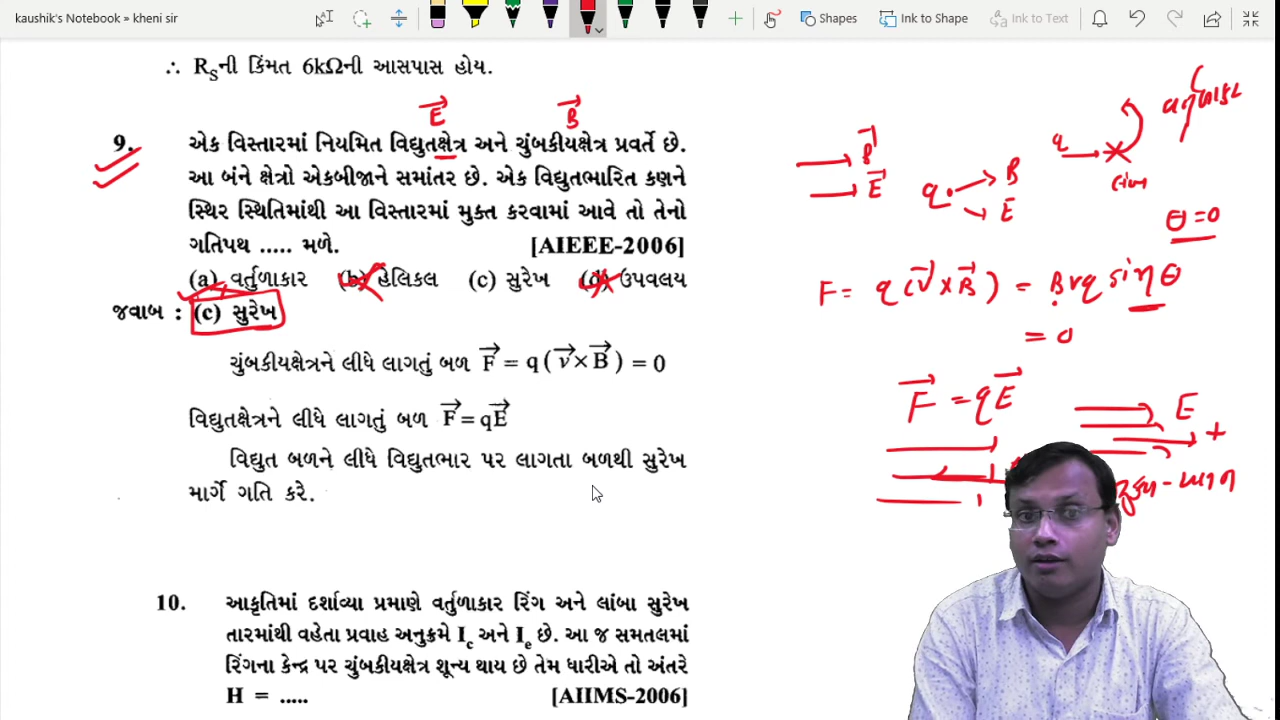 kaushik's Notebook » kheni sir
Shapes
Ink to Shape
Ink to Text
∴ Rₛની કિંમત 6kΩની આસપાસ હોય.
E B
9. એક વિસ્તારમાં નિયમિત વિદ્યુતક્ષેત્ર અને ચુંબકીયક્ષેત્ર પ્રવર્તે છે.
આ બંને ક્ષેત્રો એકબીજાને સમાંતર છે. એક વિદ્યુતભારિત કણને
સ્થિર સ્થિતિમાંથી આ વિસ્તારમાં મુક્ત કરવામાં આવે તો તેનો
ગતિપથ ..... મળે. [AIEEE-2006]
(a) વર્તુળાકાર (b) હેલિકલ (c) સુરેખ (d) ઉપવલય
જવાબ : (c) સુરેખ
ચુંબકીયક્ષેત્રને લીધે લાગતું બળ F⃗ = q( v⃗ × B⃗ ) = 0
વિદ્યુતક્ષેત્રને લીધે લાગતું બળ F⃗ = qE⃗
વિદ્યુત બળને લીધે વિદ્યુતભાર પર લાગતા બળથી સુરેખ
માર્ગે ગતિ કરે.
10. આકૃતિમાં દર્શાવ્યા પ્રમાણે વર્તુળાકાર રિંગ અને લાંબા સુરેખ
તારમાંથી વહેતા પ્રવાહ અનુક્રમે I_c અને I_e છે. આ જ સમતલમાં
રિંગના કેન્દ્ર પર ચુંબકીયક્ષેત્ર શૂન્ય થાય છે તેમ ધારીએ તો અંતરે
H = ..... [AIIMS-2006]
B⃗
E⃗
q B
E
q
θ = 0
F = q(v⃗ × B⃗) = Bvq sinθ
= 0
F⃗ = qE⃗
E
+